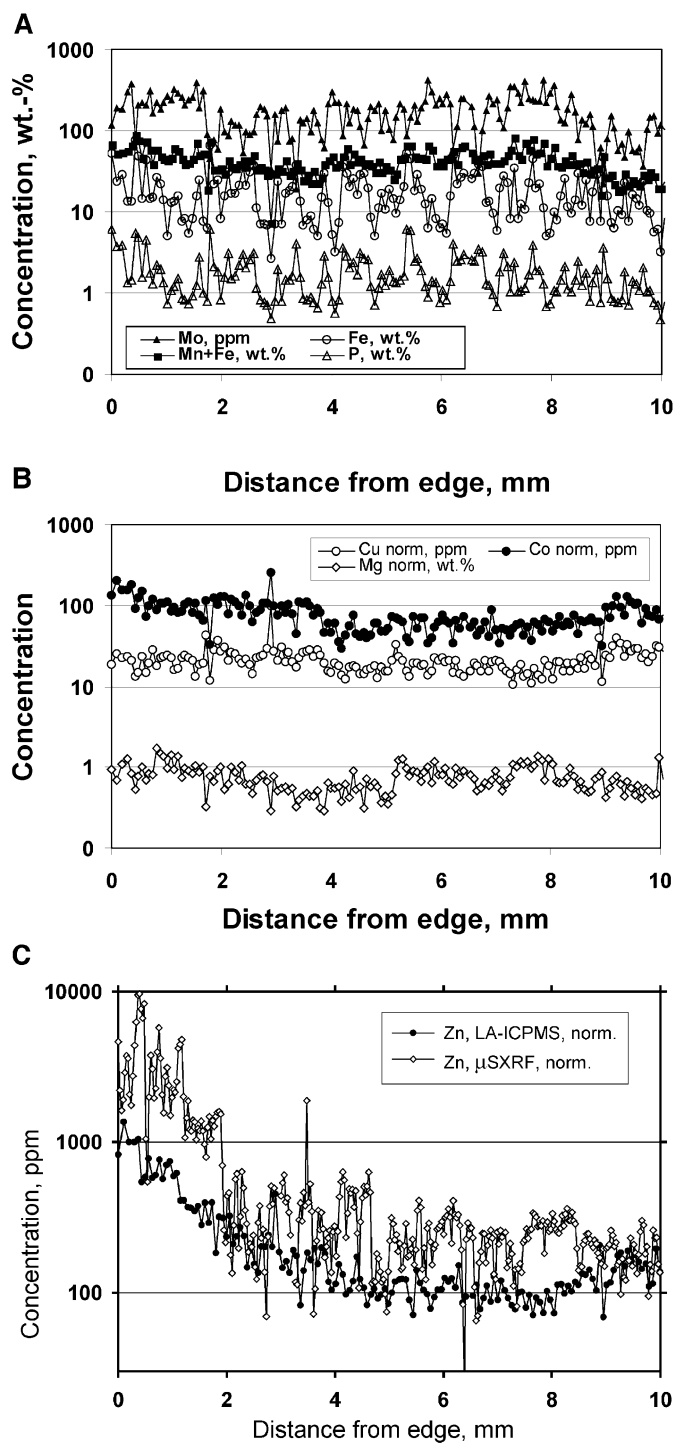 A
1000
100
10
1
0
Concentration, wt.-%
Mo, ppm
Fe, wt.%
Mn+Fe, wt.%
P, wt.%
0 2 4 6 8 10
Distance from edge, mm
B
1000
100
10
1
0
Concentration
Cu norm, ppm
Co norm, ppm
Mg norm, wt.%
0 2 4 6 8 10
Distance from edge, mm
C
10000
1000
100
Concentration, ppm
Zn, LA-ICPMS, norm.
Zn, µSXRF, norm.
0 2 4 6 8 10
Distance from edge, mm